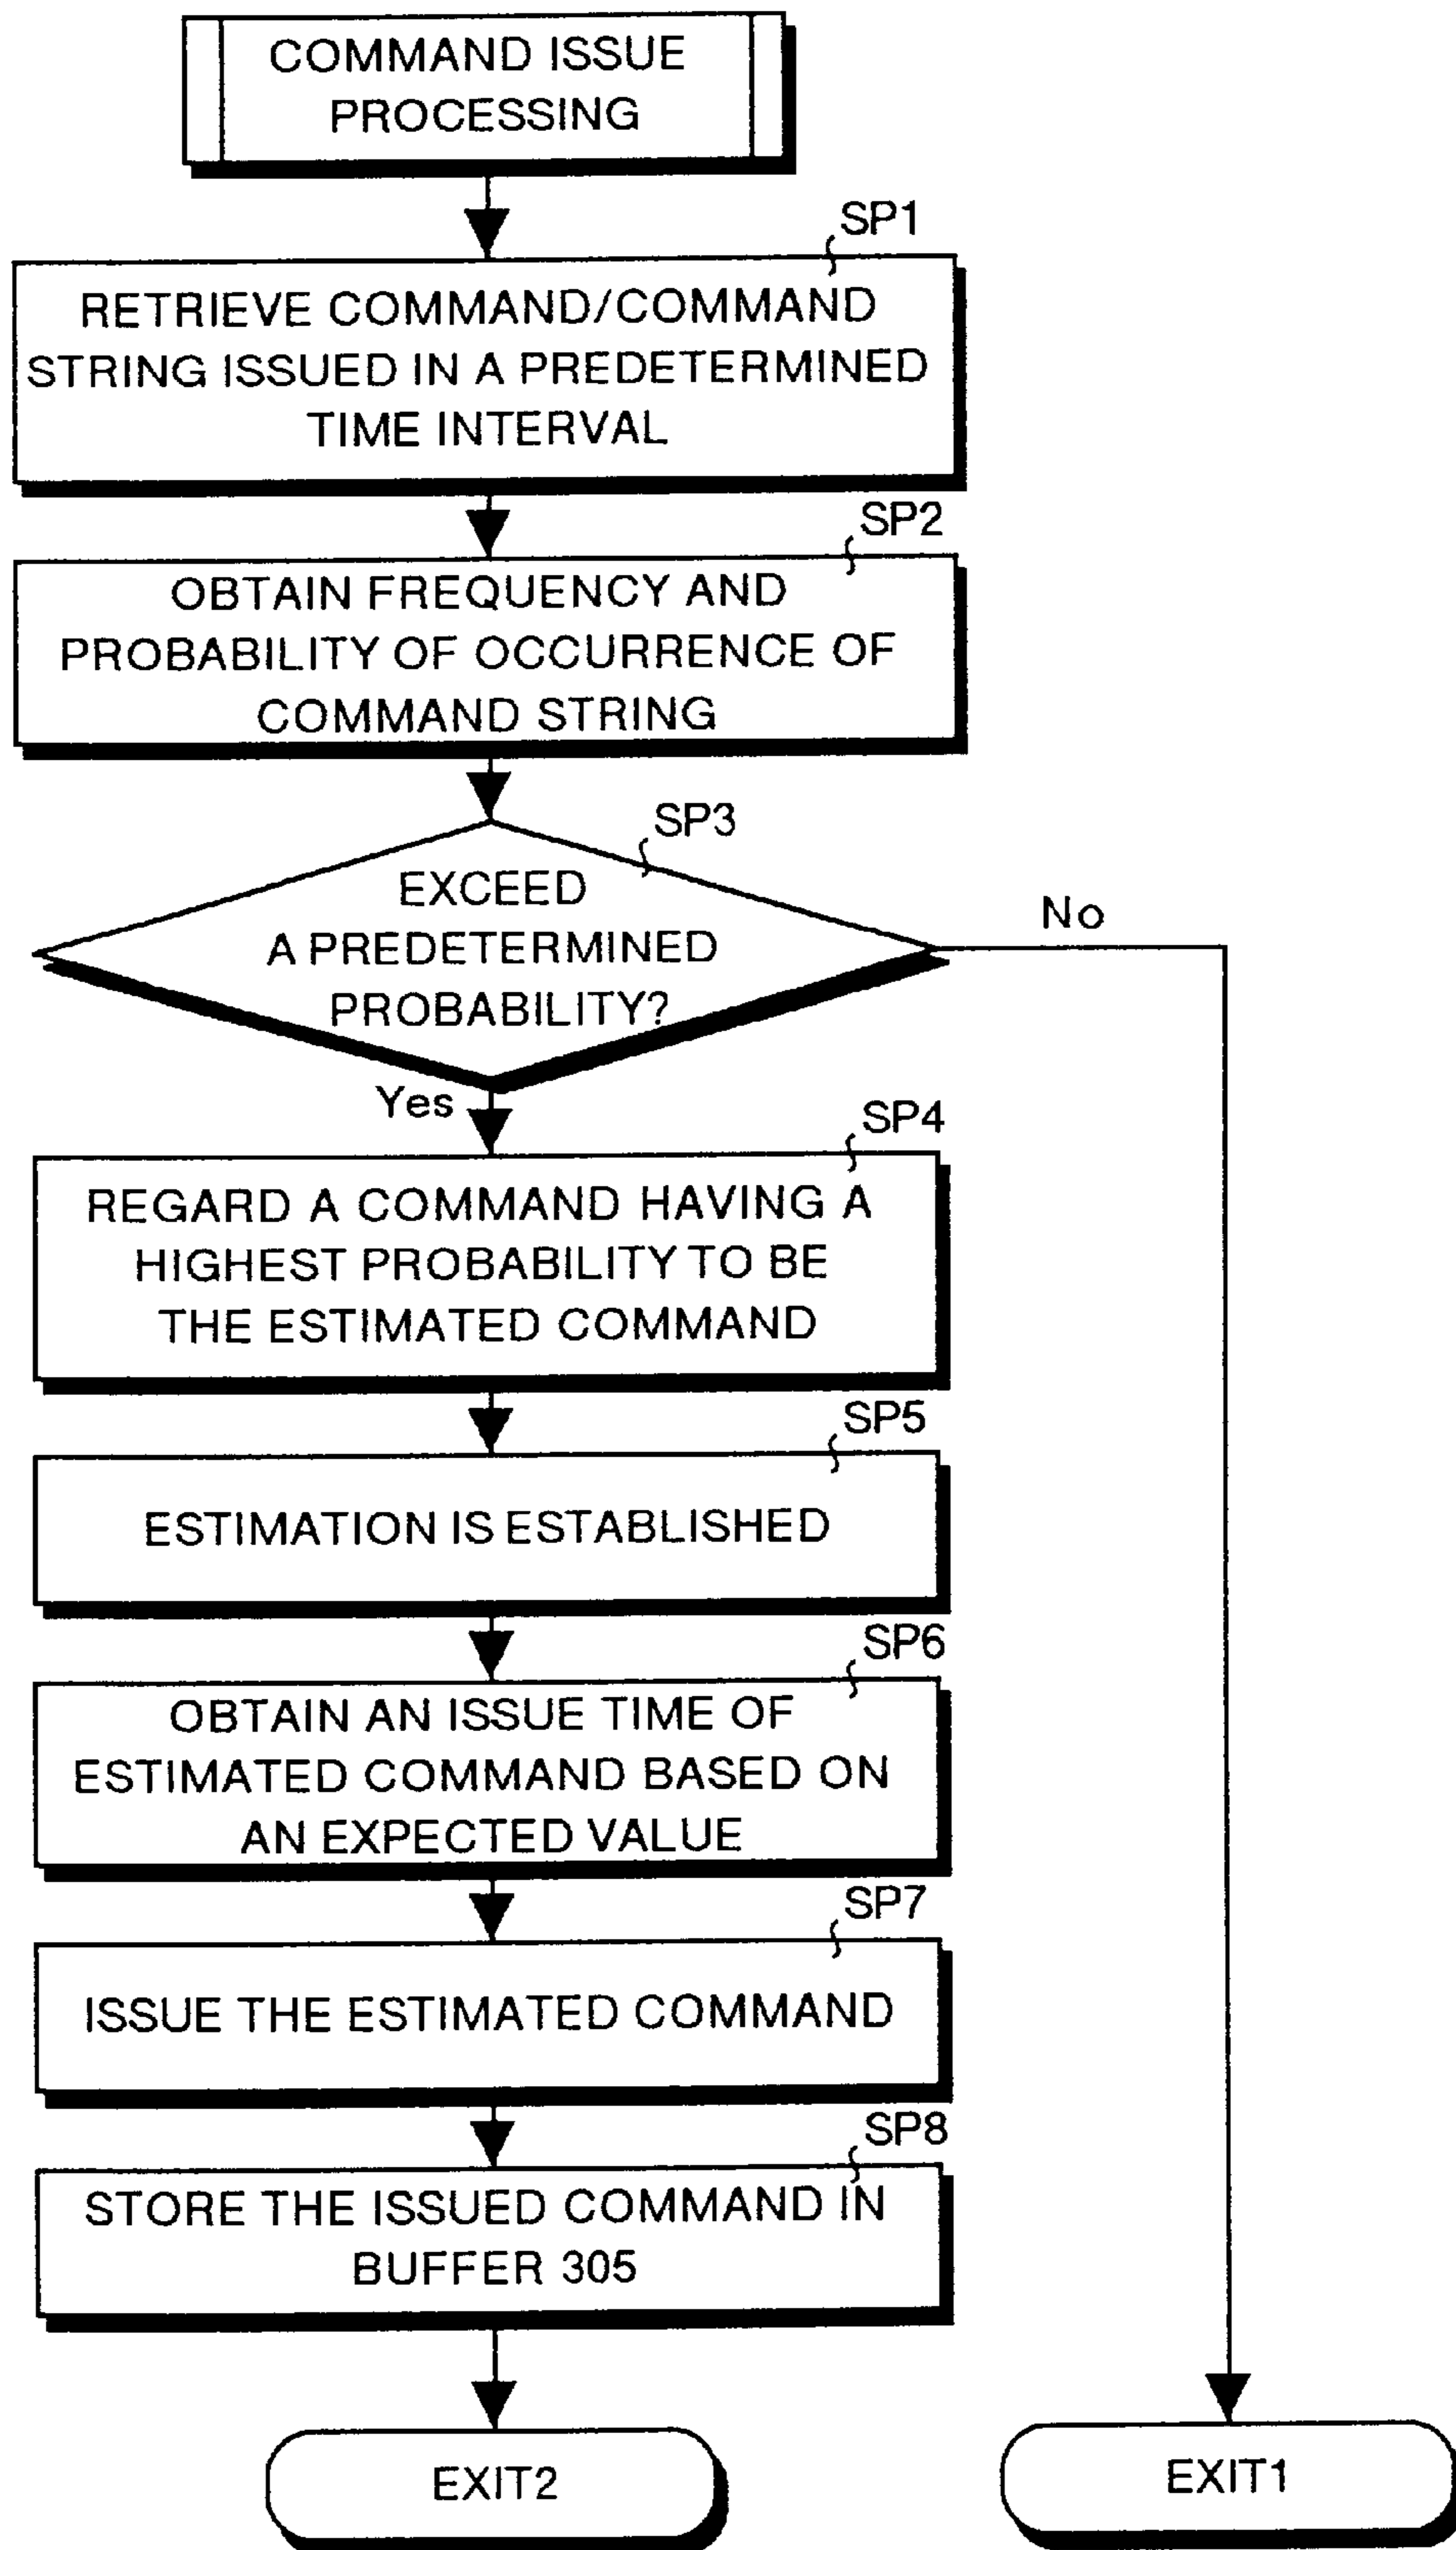 COMMAND ISSUE
PROCESSING
SP1
RETRIEVE COMMAND/COMMAND
STRING ISSUED IN A PREDETERMINED
TIME INTERVAL
SP2
OBTAIN FREQUENCY AND
PROBABILITY OF OCCURRENCE OF
COMMAND STRING
SP3
EXCEED
A PREDETERMINED
PROBABILITY?
No
Yes
SP4
REGARD A COMMAND HAVING A
HIGHEST PROBABILITY TO BE
THE ESTIMATED COMMAND
SP5
ESTIMATION IS ESTABLISHED
SP6
OBTAIN AN ISSUE TIME OF
ESTIMATED COMMAND BASED ON
AN EXPECTED VALUE
SP7
ISSUE THE ESTIMATED COMMAND
SP8
STORE THE ISSUED COMMAND IN
BUFFER 305
EXIT2
EXIT1